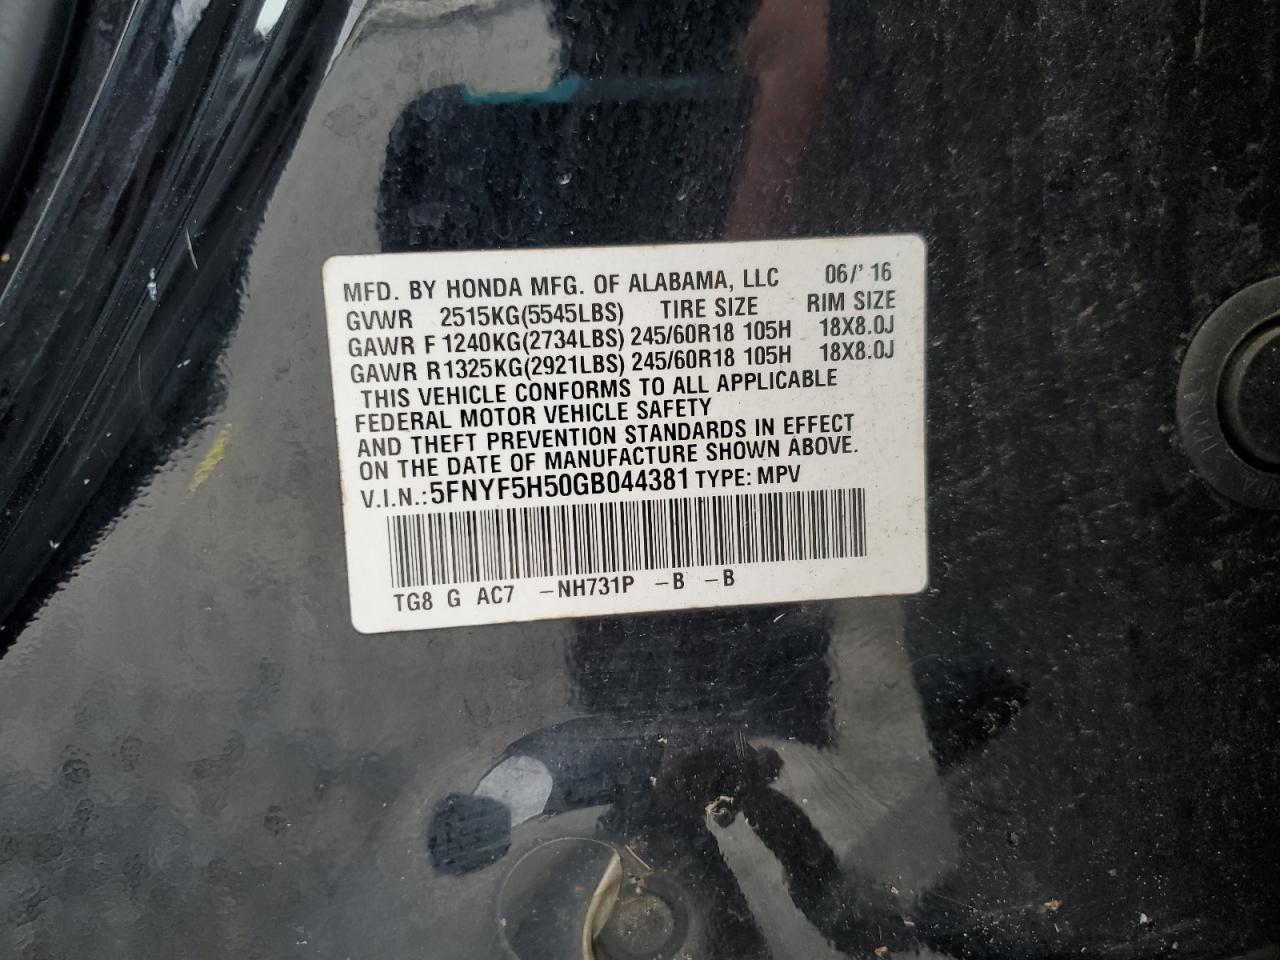 MFD. BY HONDA MFG. OF ALABAMA, LLC 06/'16
GVWR 2515KG(5545LBS) TIRE SIZE RIM SIZE
GAWR F 1240KG(2734LBS) 245/60R18 105H 18X8.0J
GAWR R1325KG(2921LBS) 245/60R18 105H 18X8.0J
THIS VEHICLE CONFORMS TO ALL APPLICABLE
FEDERAL MOTOR VEHICLE SAFETY
AND THEFT PREVENTION STANDARDS IN EFFECT
ON THE DATE OF MANUFACTURE SHOWN ABOVE.
V.I.N.:5FNYF5H50GB044381 TYPE: MPV
TG8 G AC7 -NH731P -B -B